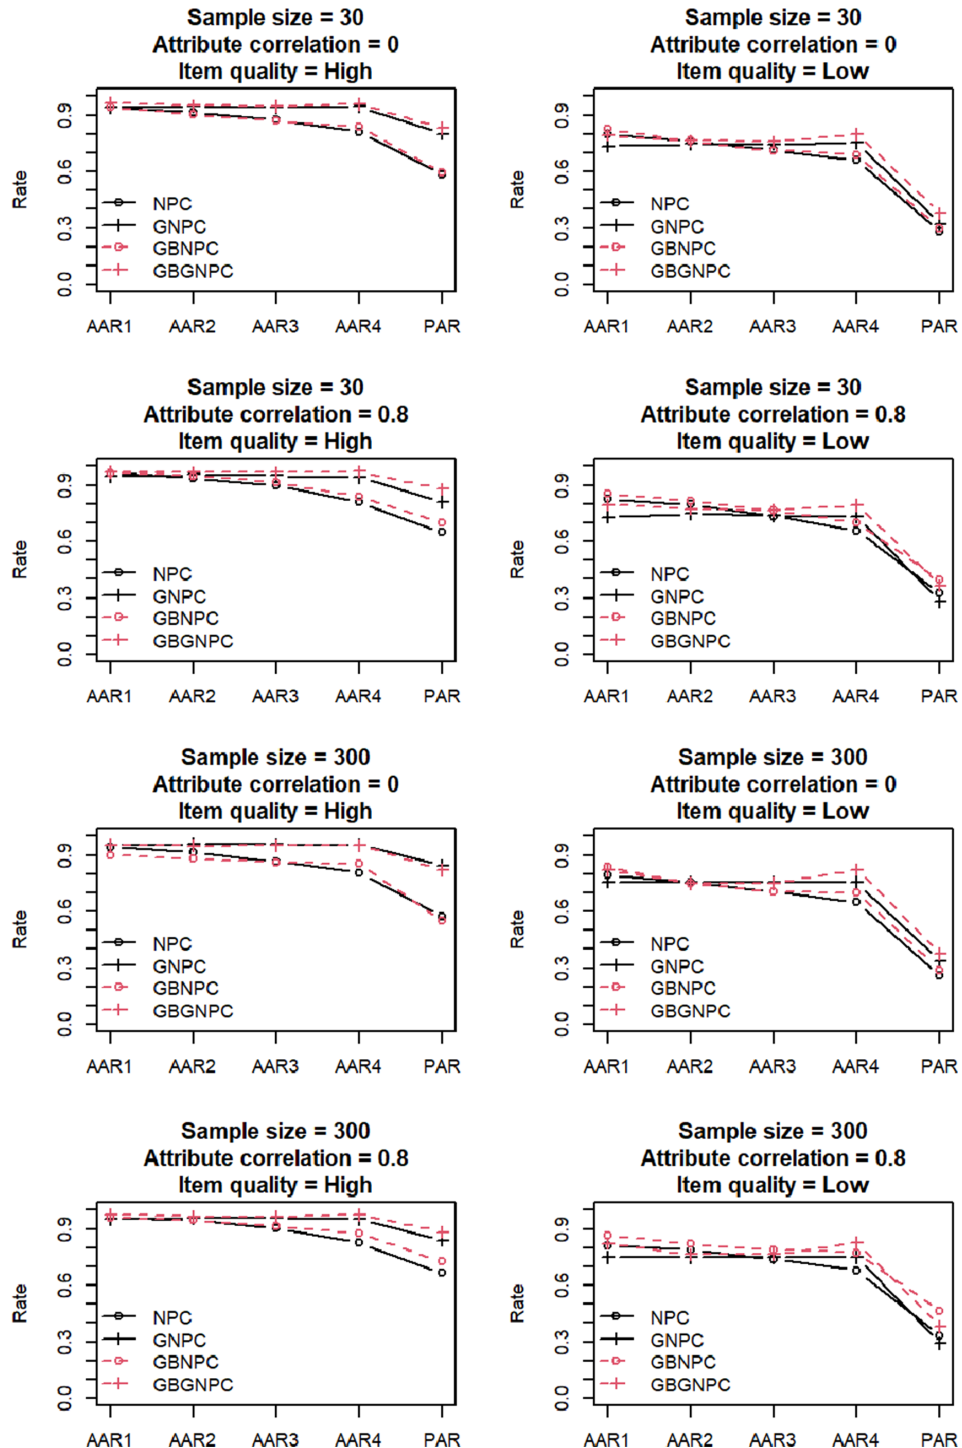 Sample size = 30
Attribute correlation = 0
Item quality = High
Rate
0.9
0.6
0.3
0.0
NPC
GNPC
GBNPC
GBGNPC
AAR1 AAR2 AAR3 AAR4 PAR
Sample size = 30
Attribute correlation = 0
Item quality = Low
Rate
0.9
0.6
0.3
0.0
NPC
GNPC
GBNPC
GBGNPC
AAR1 AAR2 AAR3 AAR4 PAR
Sample size = 30
Attribute correlation = 0.8
Item quality = High
Rate
0.9
0.6
0.3
0.0
NPC
GNPC
GBNPC
GBGNPC
AAR1 AAR2 AAR3 AAR4 PAR
Sample size = 30
Attribute correlation = 0.8
Item quality = Low
Rate
0.9
0.6
0.3
0.0
NPC
GNPC
GBNPC
GBGNPC
AAR1 AAR2 AAR3 AAR4 PAR
Sample size = 300
Attribute correlation = 0
Item quality = High
Rate
0.9
0.6
0.3
0.0
NPC
GNPC
GBNPC
GBGNPC
AAR1 AAR2 AAR3 AAR4 PAR
Sample size = 300
Attribute correlation = 0
Item quality = Low
Rate
0.9
0.6
0.3
0.0
NPC
GNPC
GBNPC
GBGNPC
AAR1 AAR2 AAR3 AAR4 PAR
Sample size = 300
Attribute correlation = 0.8
Item quality = High
Rate
0.9
0.6
0.3
0.0
NPC
GNPC
GBNPC
GBGNPC
AAR1 AAR2 AAR3 AAR4 PAR
Sample size = 300
Attribute correlation = 0.8
Item quality = Low
Rate
0.9
0.6
0.3
0.0
NPC
GNPC
GBNPC
GBGNPC
AAR1 AAR2 AAR3 AAR4 PAR